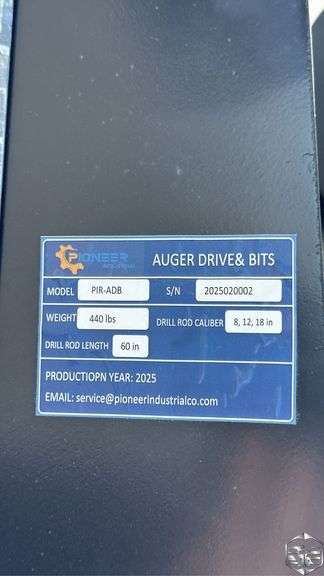 PIONEER
INDUSTRIAL
AUGER DRIVE& BITS
MODEL PIR-ADB S/N 2025020002
WEIGHT 440 lbs DRILL ROD CALIBER 8, 12, 18 in
DRILL ROD LENGTH 60 in
PRODUCTIOPN YEAR: 2025
EMAIL: service@pioneerindustrialco.com